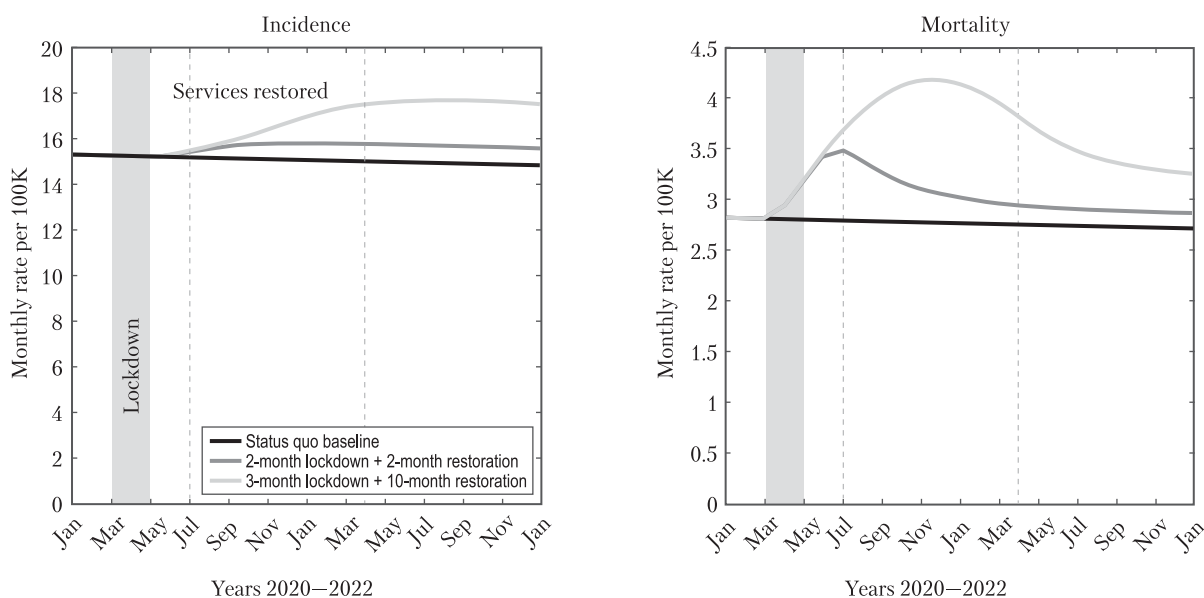 Incidence
20
18
16
14
12
10
8
6
4
2
0
Monthly rate per 100K
Services restored
Lockdown
Status quo baseline
2-month lockdown + 2-month restoration
3-month lockdown + 10-month restoration
Jan Mar May Jul Sep Nov Jan Mar May Jul Sep Nov Jan
Years 2020–2022
Mortality
4.5
4
3.5
3
2.5
2
1.5
1
0.5
0
Monthly rate per 100K
Jan Mar May Jul Sep Nov Jan Mar May Jul Sep Nov Jan
Years 2020–2022